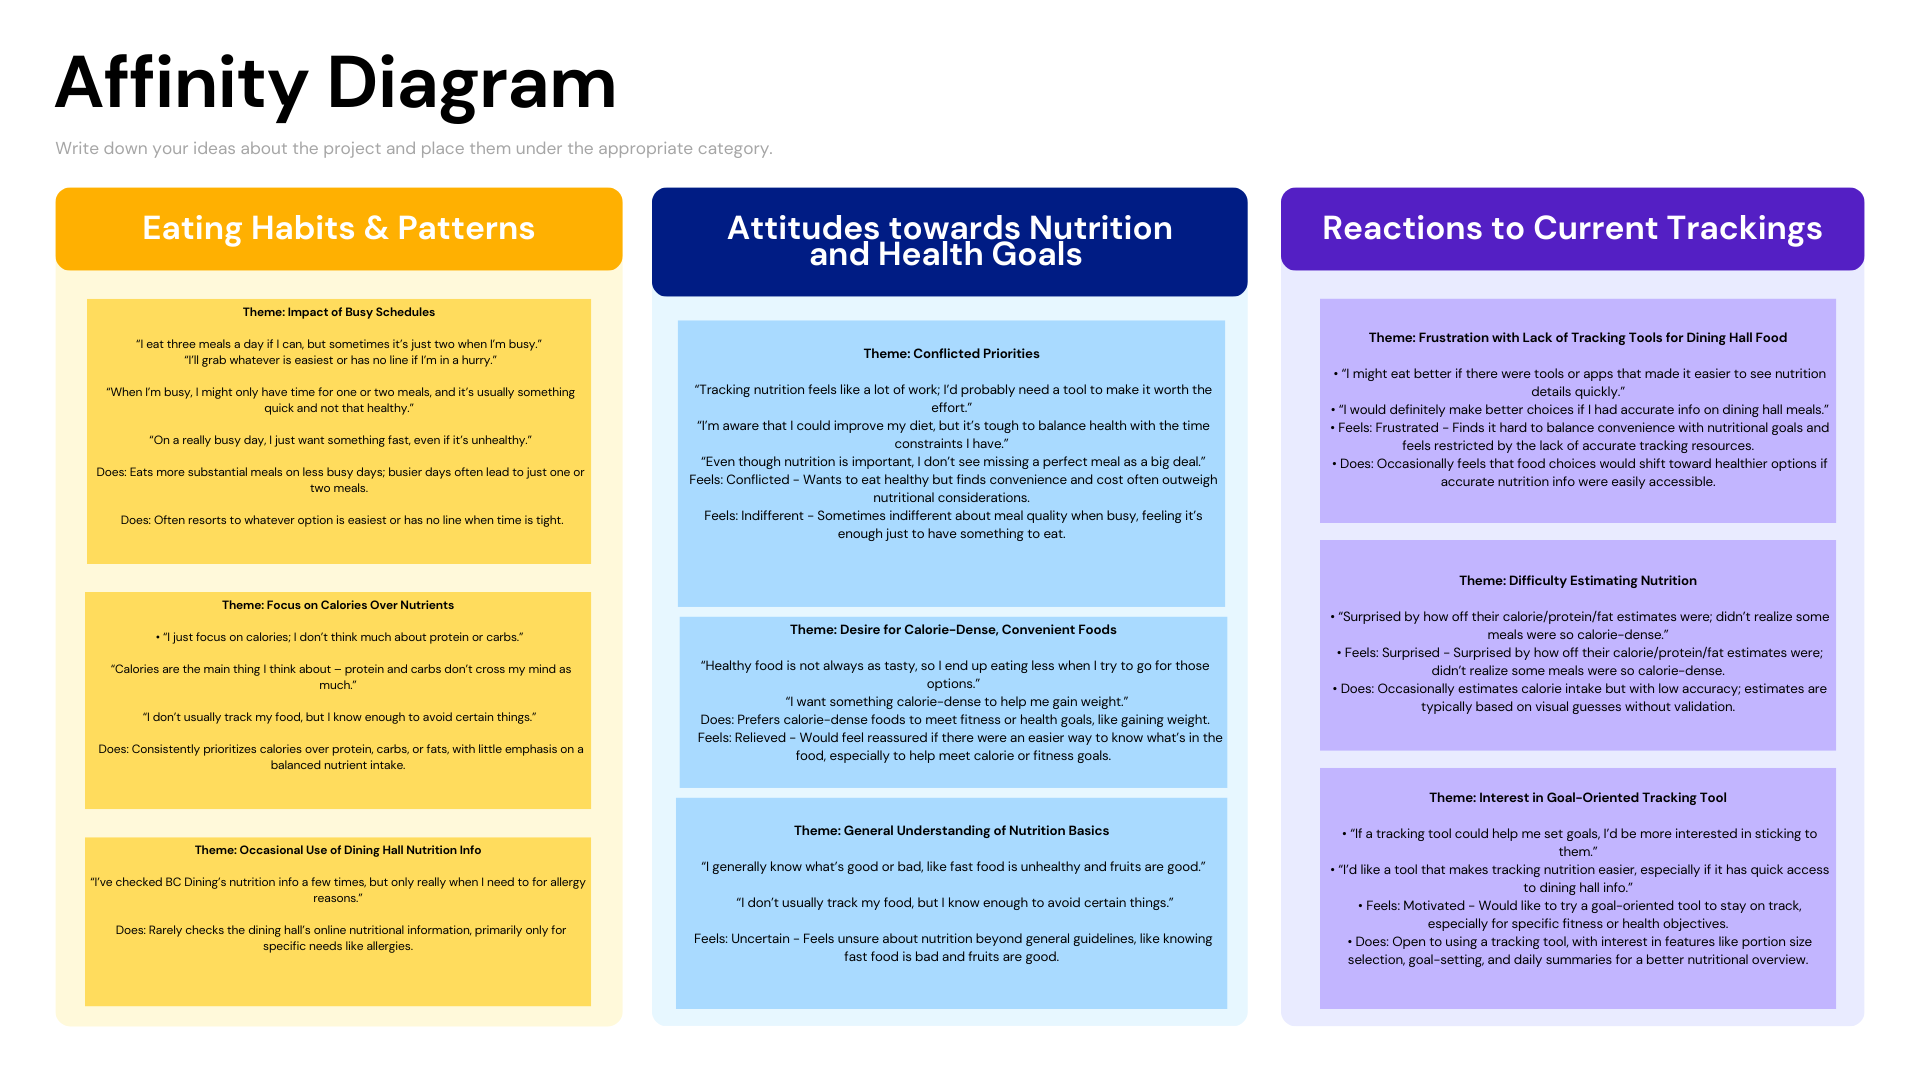 Affinity Diagram
Write down your ideas about the project and place them under the appropriate category.
Eating Habits & Patterns
Theme: Impact of Busy Schedules
“I eat three meals a day if I can, but sometimes it’s just two when I’m busy.”
“I’ll grab whatever is easiest or has no line if I’m in a hurry.”
“When I’m busy, I might only have time for one or two meals, and it’s usually something
quick and not that healthy.”
“On a really busy day, I just want something fast, even if it’s unhealthy.”
Does: Eats more substantial meals on less busy days; busier days often lead to just one or
two meals.
Does: Often resorts to whatever option is easiest or has no line when time is tight.
Theme: Focus on Calories Over Nutrients
• “I just focus on calories; I don’t think much about protein or carbs.”
“Calories are the main thing I think about – protein and carbs don’t cross my mind as
much.”
“I don’t usually track my food, but I know enough to avoid certain things.”
Does: Consistently prioritizes calories over protein, carbs, or fats, with little emphasis on a
balanced nutrient intake.
Theme: Occasional Use of Dining Hall Nutrition Info
“I’ve checked BC Dining’s nutrition info a few times, but only really when I need to for allergy
reasons.”
Does: Rarely checks the dining hall’s online nutritional information, primarily only for
specific needs like allergies.
Attitudes towards Nutrition
and Health Goals
Theme: Conflicted Priorities
“Tracking nutrition feels like a lot of work; I’d probably need a tool to make it worth the
effort.”
“I’m aware that I could improve my diet, but it’s tough to balance health with the time
constraints I have.”
“Even though nutrition is important, I don’t see missing a perfect meal as a big deal.”
Feels: Conflicted – Wants to eat healthy but finds convenience and cost often outweigh
nutritional considerations.
Feels: Indifferent – Sometimes indifferent about meal quality when busy, feeling it’s
enough just to have something to eat.
Theme: Desire for Calorie-Dense, Convenient Foods
“Healthy food is not always as tasty, so I end up eating less when I try to go for those
options.”
“I want something calorie-dense to help me gain weight.”
Does: Prefers calorie-dense foods to meet fitness or health goals, like gaining weight.
Feels: Relieved – Would feel reassured if there were an easier way to know what’s in the
food, especially to help meet calorie or fitness goals.
Theme: General Understanding of Nutrition Basics
“I generally know what’s good or bad, like fast food is unhealthy and fruits are good.”
“I don’t usually track my food, but I know enough to avoid certain things.”
Feels: Uncertain – Feels unsure about nutrition beyond general guidelines, like knowing
fast food is bad and fruits are good.
Reactions to Current Trackings
Theme: Frustration with Lack of Tracking Tools for Dining Hall Food
• “I might eat better if there were tools or apps that made it easier to see nutrition
details quickly.”
• “I would definitely make better choices if I had accurate info on dining hall meals.”
• Feels: Frustrated – Finds it hard to balance convenience with nutritional goals and
feels restricted by the lack of accurate tracking resources.
• Does: Occasionally feels that food choices would shift toward healthier options if
accurate nutrition info were easily accessible.
Theme: Difficulty Estimating Nutrition
• “Surprised by how off their calorie/protein/fat estimates were; didn’t realize some
meals were so calorie-dense.”
• Feels: Surprised – Surprised by how off their calorie/protein/fat estimates were;
didn’t realize some meals were so calorie-dense.
• Does: Occasionally estimates calorie intake but with low accuracy; estimates are
typically based on visual guesses without validation.
Theme: Interest in Goal-Oriented Tracking Tool
• “If a tracking tool could help me set goals, I’d be more interested in sticking to
them.”
• “I’d like a tool that makes tracking nutrition easier, especially if it has quick access
to dining hall info.”
• Feels: Motivated – Would like to try a goal-oriented tool to stay on track,
especially for specific fitness or health objectives.
• Does: Open to using a tracking tool, with interest in features like portion size
selection, goal-setting, and daily summaries for a better nutritional overview.